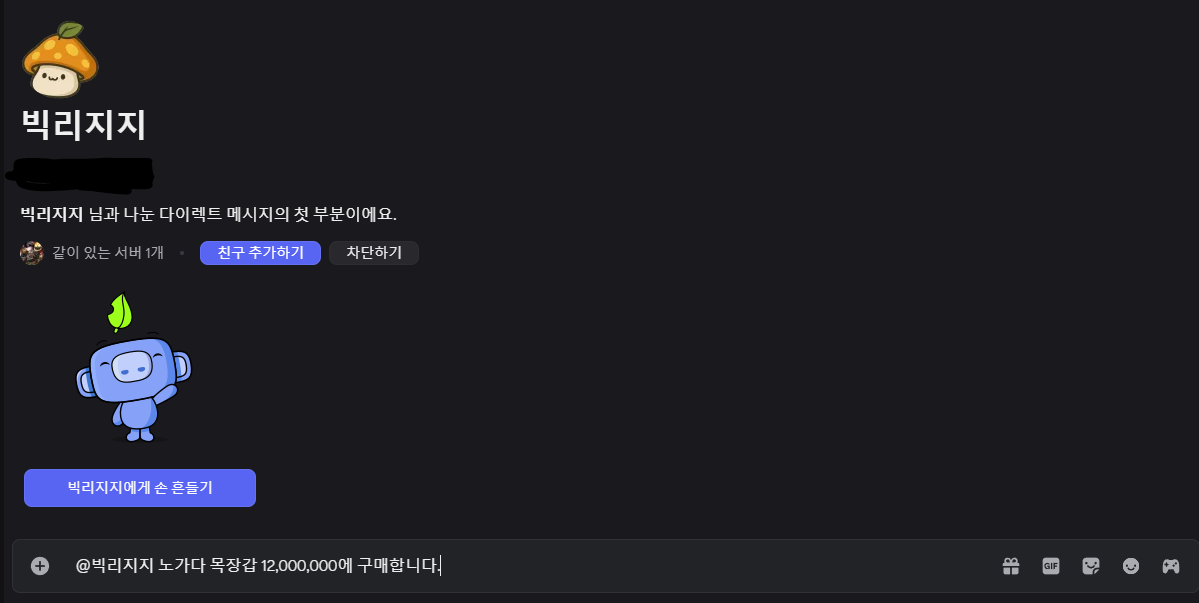 빅리지지
빅리지지 님과 나눈 다이렉트 메시지의 첫 부분이에요.
같이 있는 서버 1개 • 친구 추가하기 차단하기
빅리지지에게 손 흔들기
@빅리지지 노가다 목장갑 12,000,000에 구매합니다. GIF